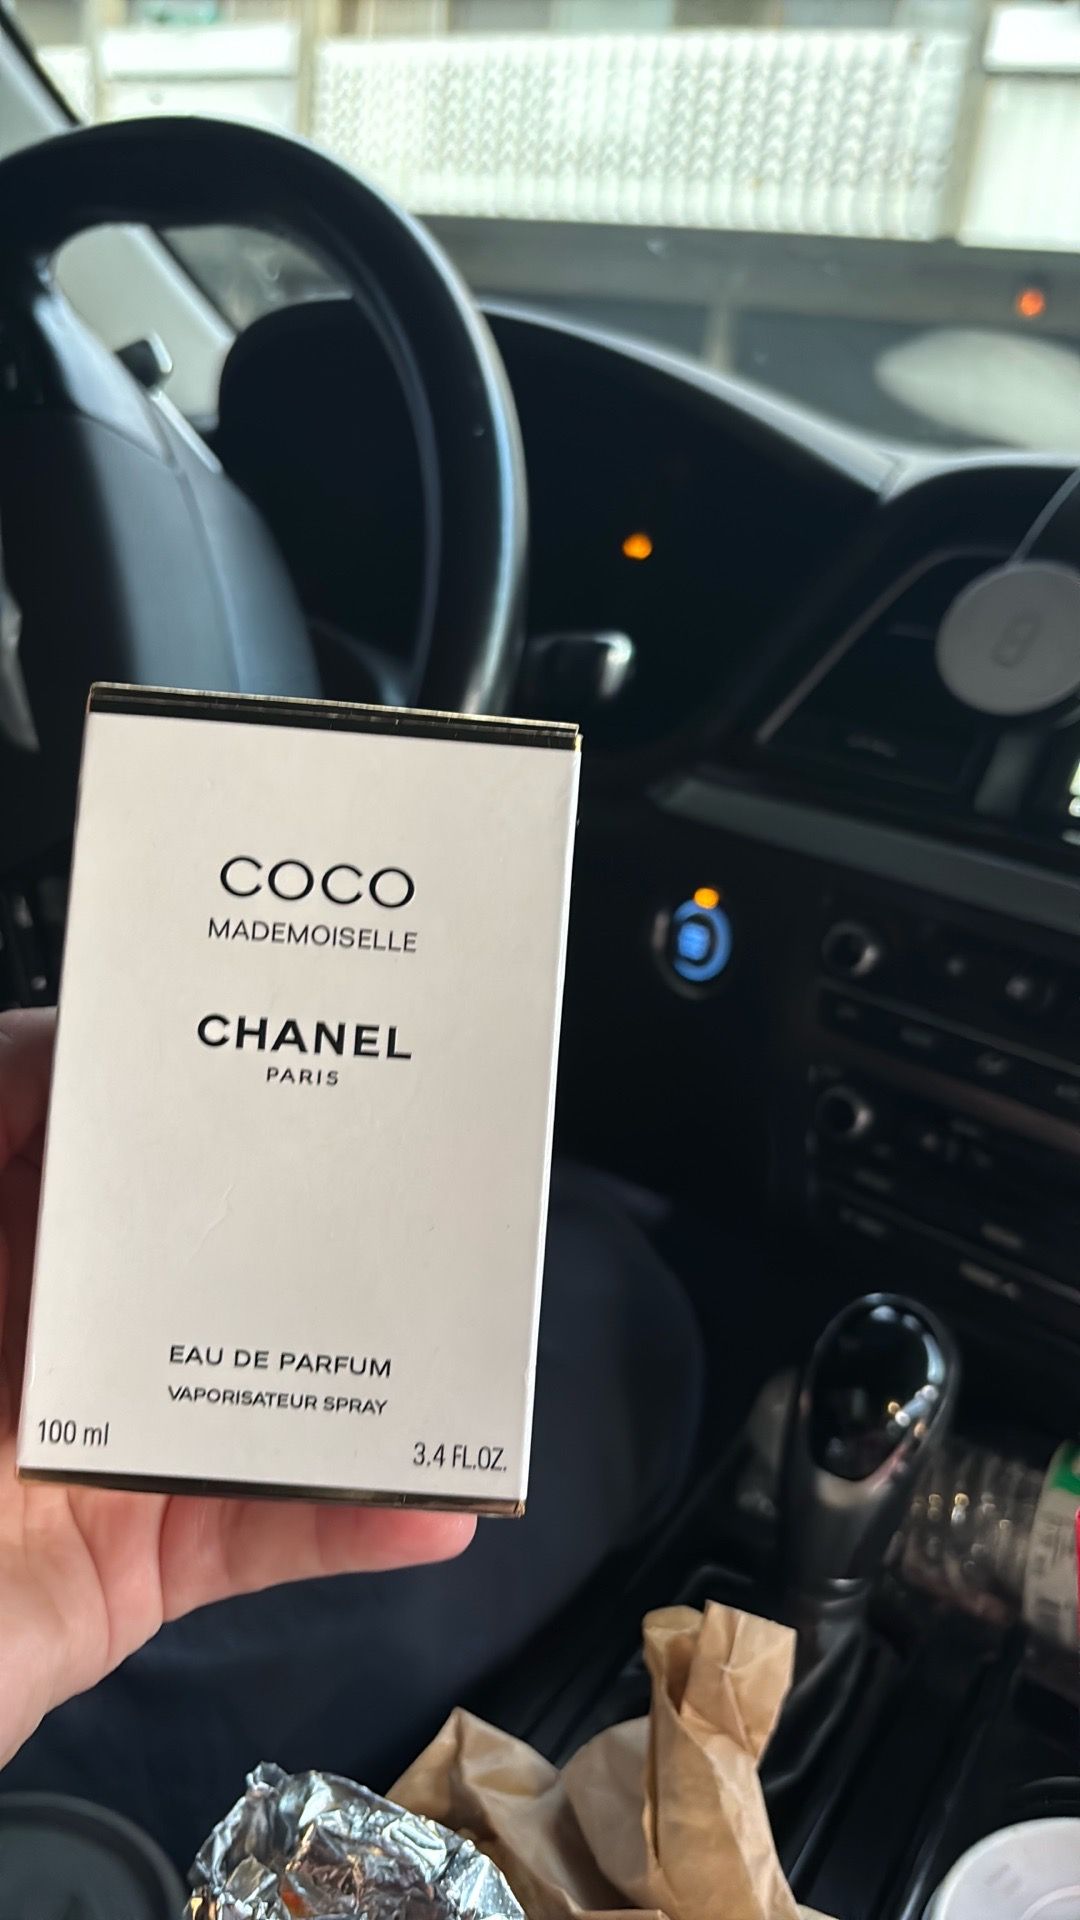 COCO
MADEMOISELLE
CHANEL
PARIS
EAU DE PARFUM
VAPORISATEUR SPRAY
100 ml
3.4 FL.OZ.